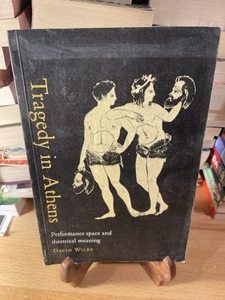 Tragedy in Athens
Performance space and
theatrical meaning
DAVID WILES